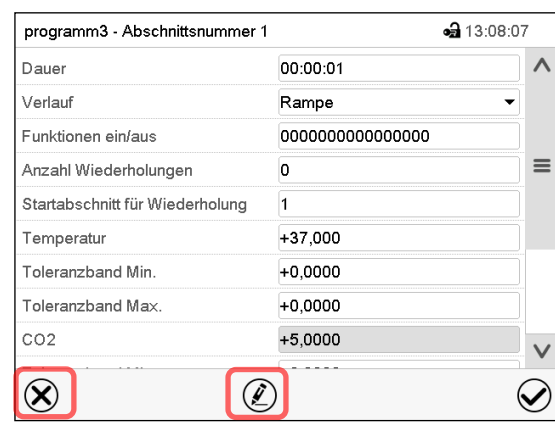 programm3 - Abschnittsnummer 1 13:08:07
Dauer 00:00:01
Verlauf Rampe
Funktionen ein/aus 0000000000000000
Anzahl Wiederholungen 0
Startabschnitt für Wiederholung 1
Temperatur +37,000
Toleranzband Min. +0,0000
Toleranzband Max. +0,0000
CO2 +5,0000